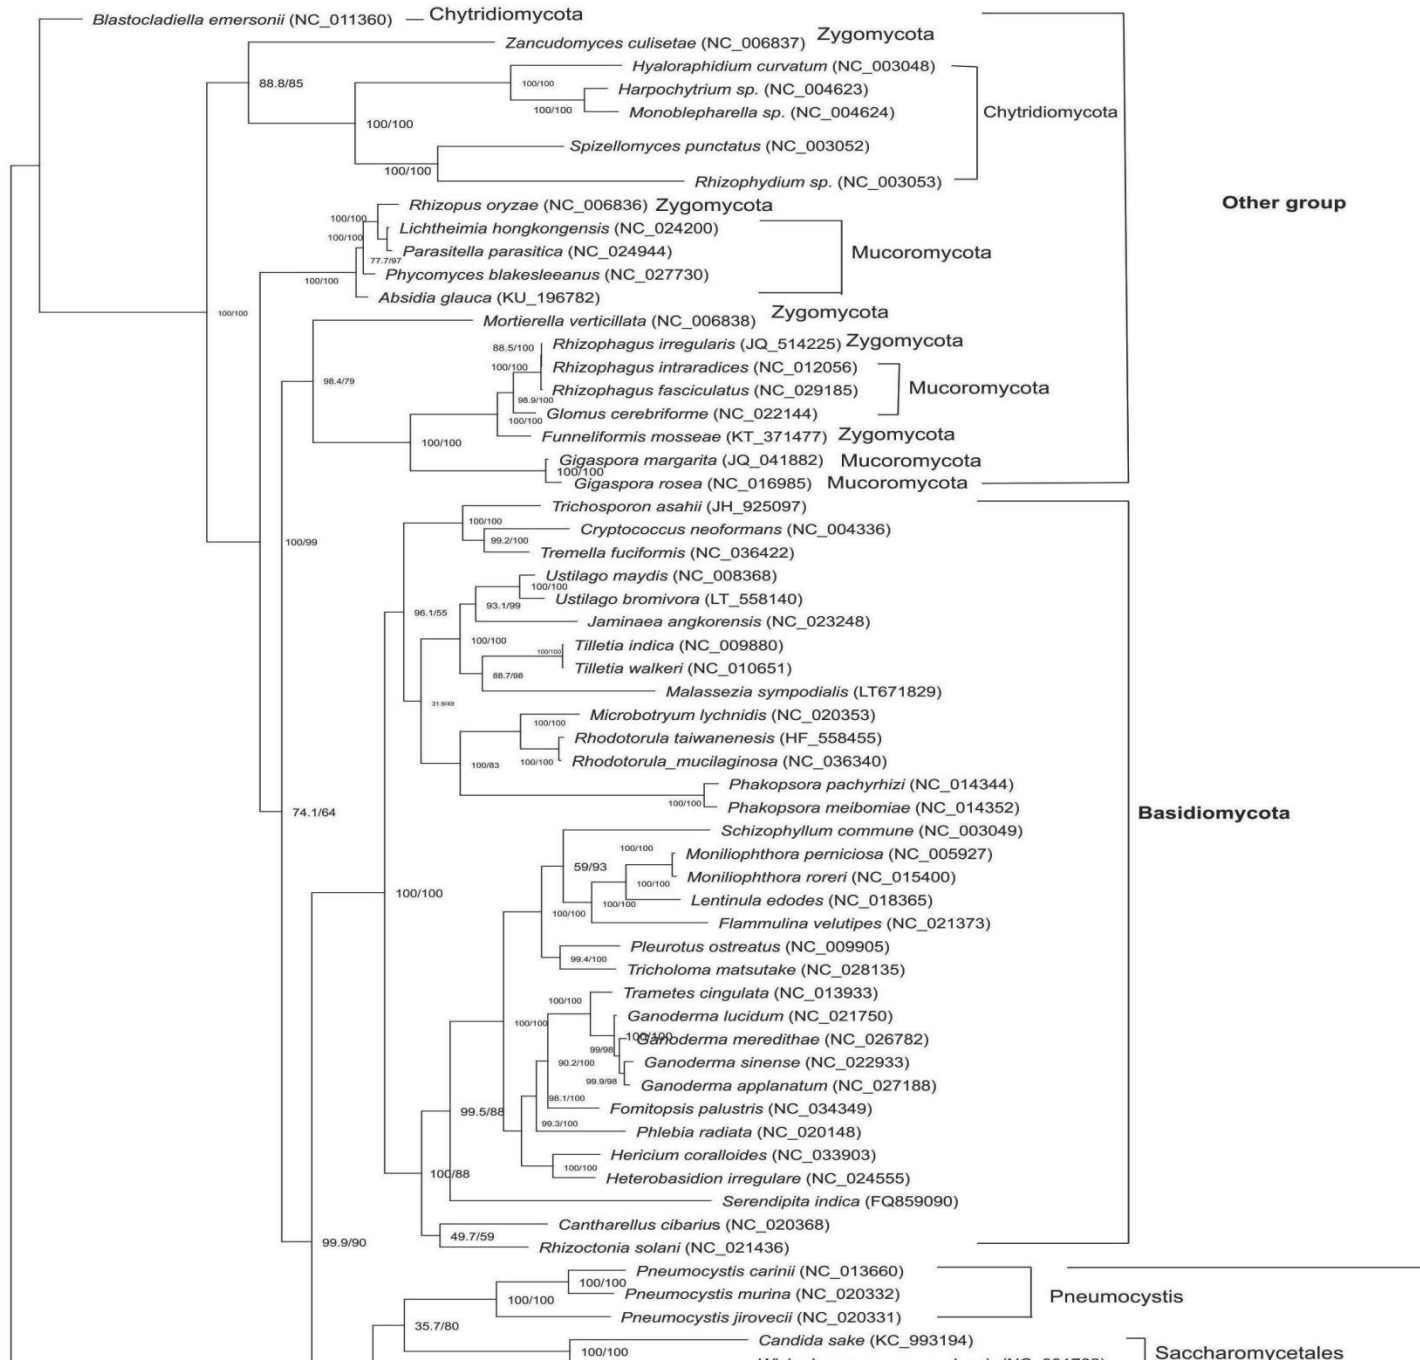 Blastocladiella emersonii (NC_011360) Chytridiomycota
Zancudomyces culisetae (NC_006837) Zygomycota
Hyaloraphidium curvatum (NC_003048)
88.8/85
100/100
Harpochytrium sp. (NC_004623)
100/100
Monoblepharella sp. (NC_004624)
Chytridiomycota
100/100
Spizellomyces punctatus (NC_003052)
100/100
Rhizophydium sp. (NC_003053)
Other group
Rhizopus oryzae (NC_006836) Zygomycota
100/100
Lichtheimia hongkongensis (NC_024200)
100/100
Parasitella parasitica (NC_024944)
Mucoromycota
77.7/97
Phycomyces blakesleeanus (NC_027730)
100/100
Absidia glauca (KU_196782)
100/100
Mortierella verticillata (NC_006838) Zygomycota
Rhizophagus irregularis (JQ_514225) Zygomycota
88.5/100
100/100
Rhizophagus intraradices (NC_012056)
98.4/79
Rhizophagus fasciculatus (NC_029185)
Mucoromycota
98.9/100
Glomus cerebriforme (NC_022144)
100/100
Funneliformis mosseae (KT_371477) Zygomycota
100/100
Gigaspora margarita (JQ_041882) Mucoromycota
100/100
Gigaspora rosea (NC_016985) Mucoromycota
Trichosporon asahii (JH_925097)
100/100
Cryptococcus neoformans (NC_004336)
100/99
99.2/100
Tremella fuciformis (NC_036422)
Ustilago maydis (NC_008368)
100/100
Ustilago bromivora (LT_558140)
93.1/99
96.1/55
Jaminaea angkorensis (NC_023248)
100/100
Tilletia indica (NC_009880)
100/100
Tilletia walkeri (NC_010651)
88.7/98
Malassezia sympodialis (LT671829)
31.9/49
Microbotryum lychnidis (NC_020353)
100/100
Rhodotorula taiwanenesis (HF_558455)
100/83
100/100
Rhodotorula_mucilaginosa (NC_036340)
Phakopsora pachyrhizi (NC_014344)
100/100
Phakopsora meibomiae (NC_014352)
74.1/64
Basidiomycota
Schizophyllum commune (NC_003049)
100/100
Moniliophthora perniciosa (NC_005927)
59/93
100/100
Moniliophthora roreri (NC_015400)
100/100
100/100
Lentinula edodes (NC_018365)
100/100
Flammulina velutipes (NC_021373)
Pleurotus ostreatus (NC_009905)
99.4/100
Tricholoma matsutake (NC_028135)
Trametes cingulata (NC_013933)
100/100
Ganoderma lucidum (NC_021750)
100/100
100/100
Ganoderma meredithae (NC_026782)
99/98
90.2/100
Ganoderma sinense (NC_022933)
99.9/98
Ganoderma applanatum (NC_027188)
98.1/100
Fomitopsis palustris (NC_034349)
99.5/88
99.3/100
Phlebia radiata (NC_020148)
Hericium coralloides (NC_033903)
100/88
100/100
Heterobasidion irregulare (NC_024555)
Serendipita indica (FQ859090)
Cantharellus cibarius (NC_020368)
49.7/59
99.9/90
Rhizoctonia solani (NC_021436)
Pneumocystis carinii (NC_013660)
100/100
Pneumocystis murina (NC_020332)
100/100
Pneumocystis
Pneumocystis jirovecii (NC_020331)
35.7/80
Candida sake (KC_993194)
100/100
Saccharomycetales